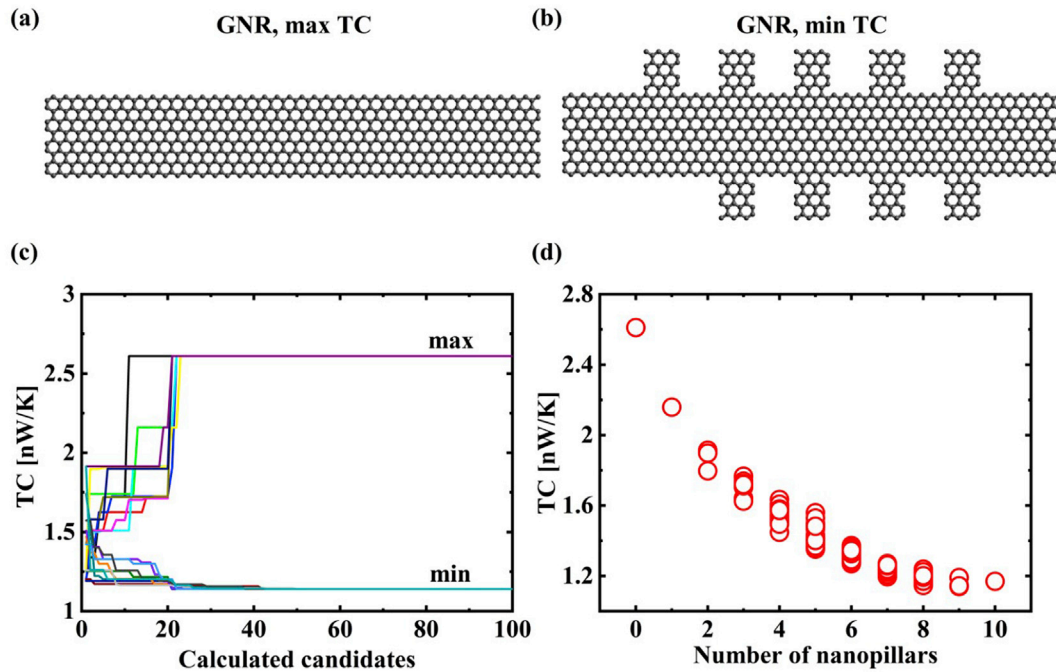 (a)
GNR, max TC
(b)
GNR, min TC
(c)
TC [nW/K]
3
2.5
2
1.5
1
max
min
0
20
40
60
80
100
Calculated candidates
(d)
TC [nW/K]
2.8
2.4
2
1.6
1.2
0
2
4
6
8
10
Number of nanopillars